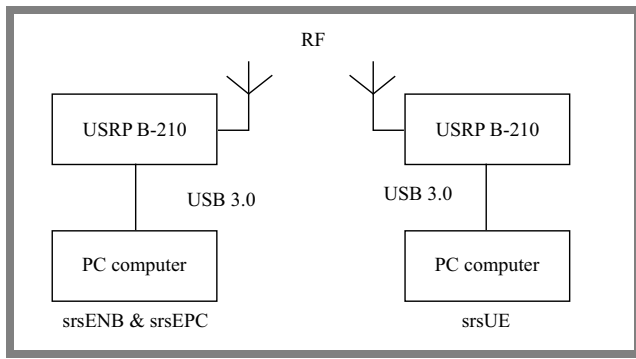 RF
USRP B-210
USRP B-210
USB 3.0
USB 3.0
PC computer
PC computer
srsENB & srsEPC
srsUE